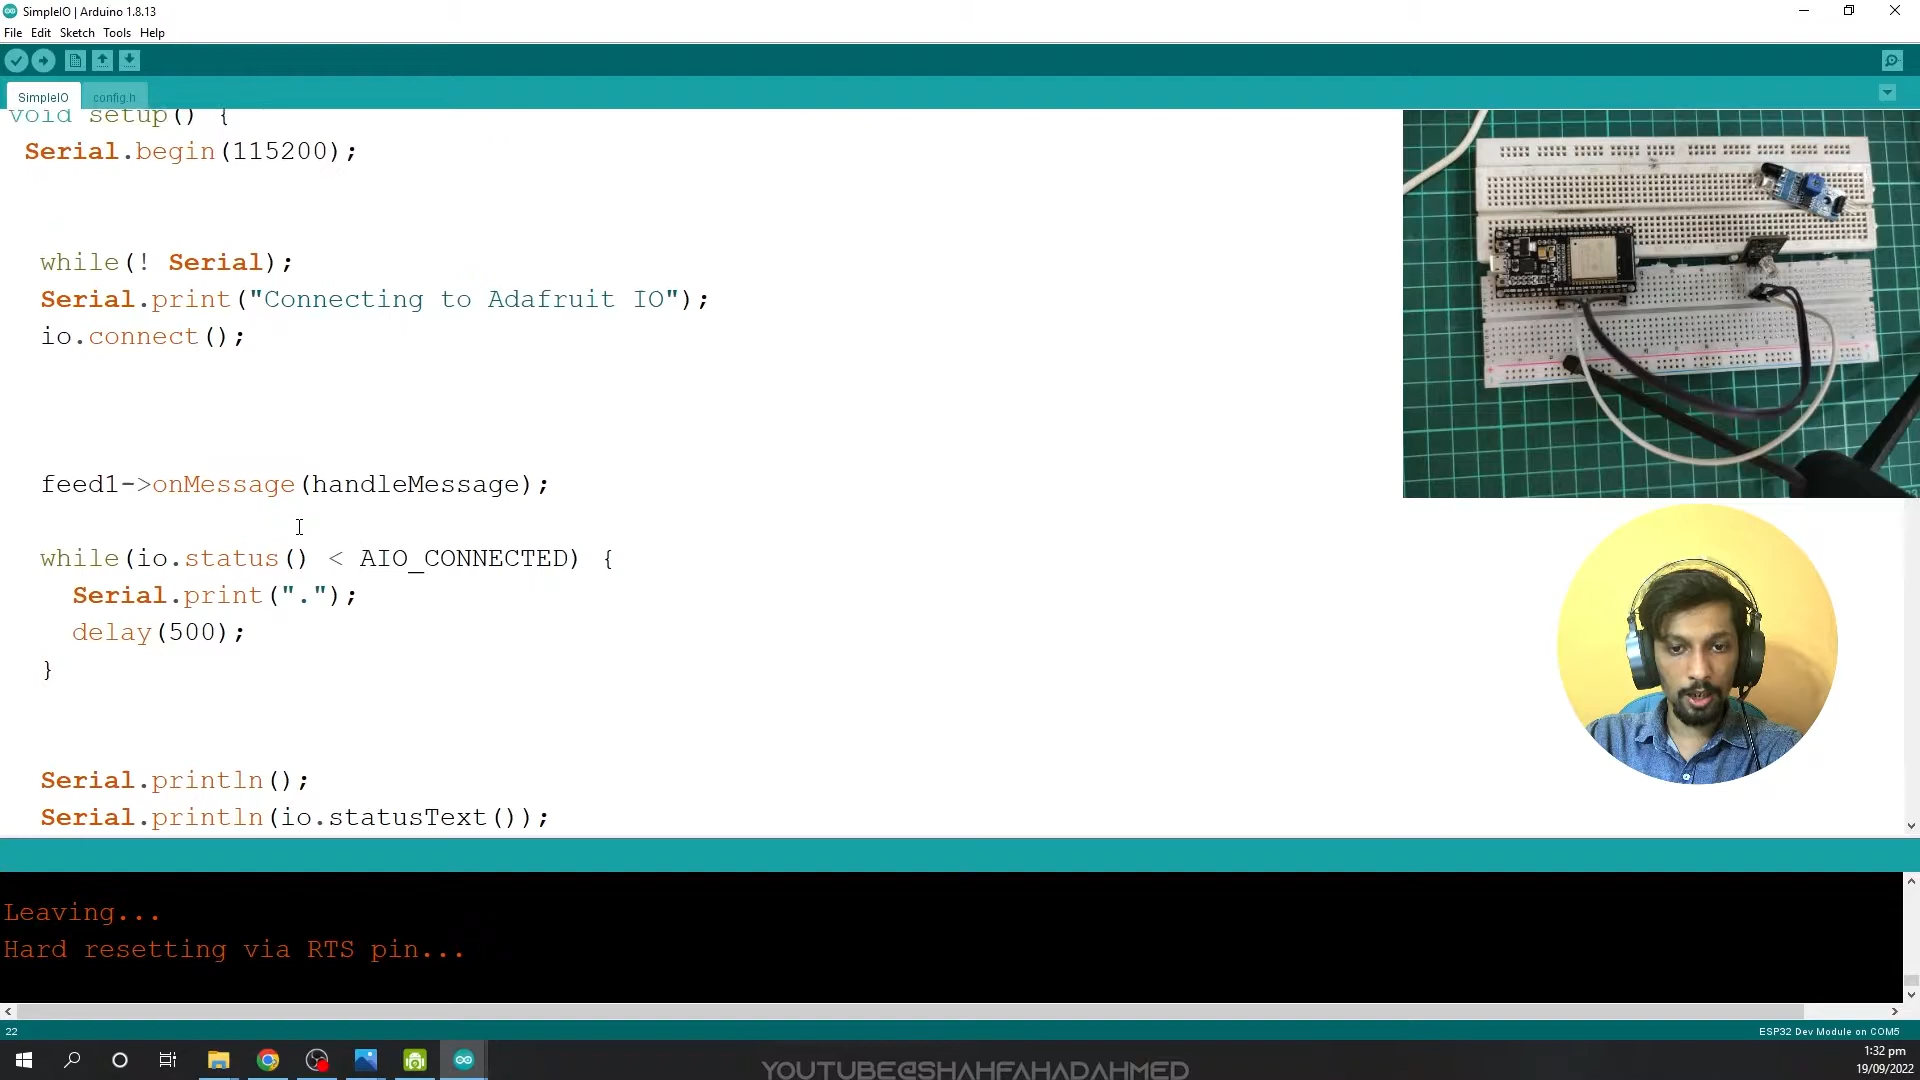 SimpleIO | Arduino 1.8.13
File Edit Sketch Tools Help
SimpleIO config.h
void setup() {
Serial.begin(115200);
while(! Serial);
Serial.print("Connecting to Adafruit IO");
io.connect();
feed1->onMessage(handleMessage);
while(io.status() < AIO_CONNECTED) {
Serial.print(".");
delay(500);
}
Serial.println();
Serial.println(io.statusText());
Leaving...
Hard resetting via RTS pin...
22
ESP32 Dev Module on COM5
1:32 pm
19/09/2022
YOUTUBE@SHAHFAHADAHMED